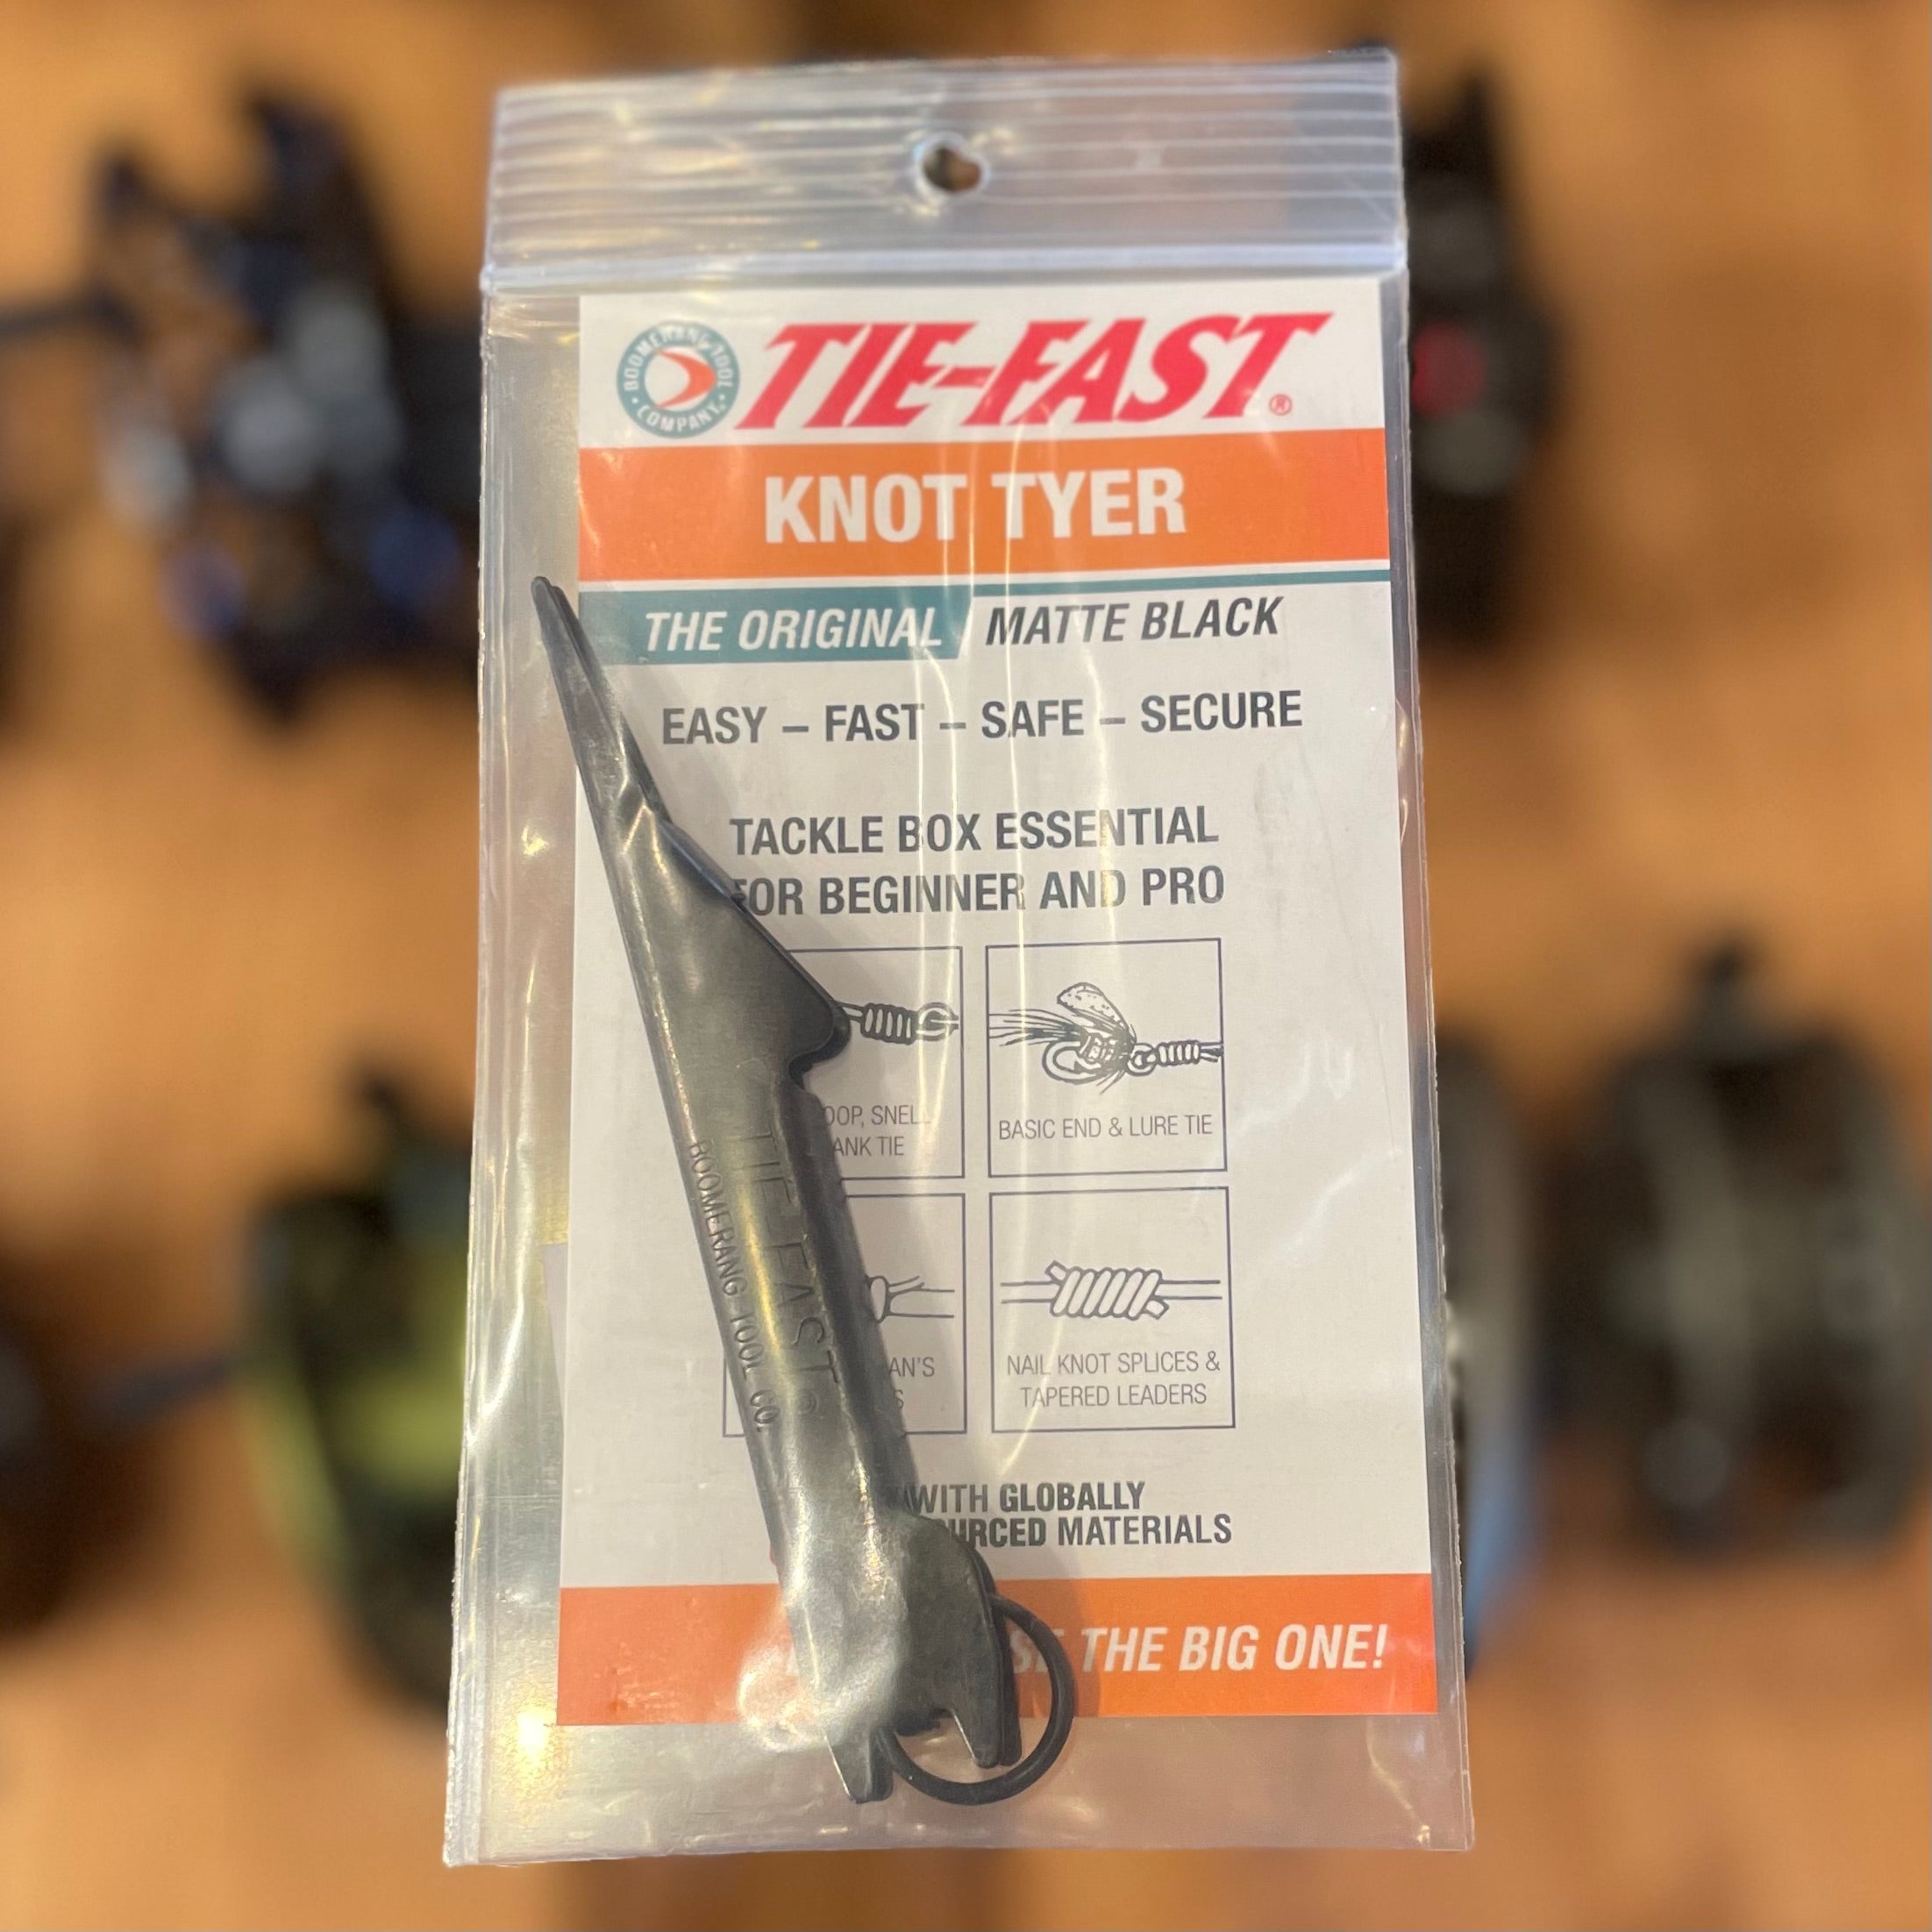 BOOMERANG TOOL
COMPANY
TIE-FAST®
KNOT TYER
THE ORIGINAL MATTE BLACK
EASY – FAST – SAFE – SECURE
TACKLE BOX ESSENTIAL
FOR BEGINNER AND PRO
SNELL
TIE
BASIC END & LURE TIE
NAIL KNOT SPLICES &
TAPERED LEADERS
WITH GLOBALLY
MATERIALS
THE BIG ONE!
TIE-FAST®
BOOMERANG TOOL CO.